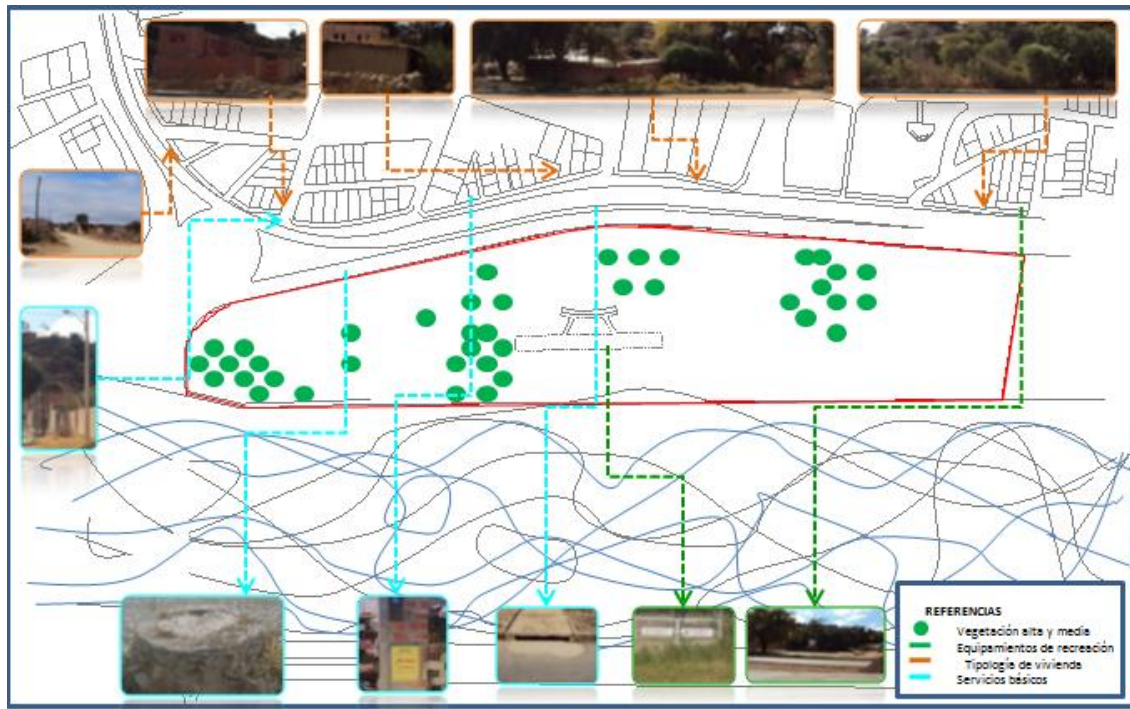 REFERENCIAS
Vegetación alta y media
Equipamientos de recreación
Tipología de vivienda
Servicios básicos